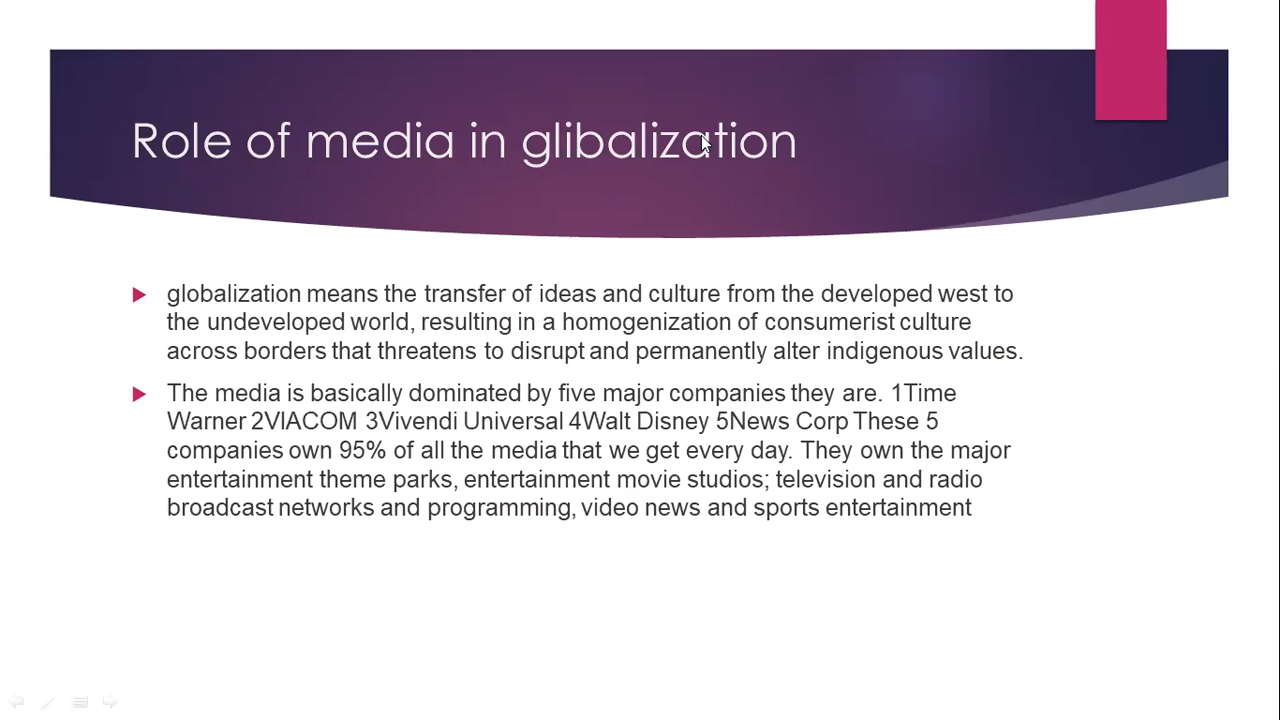 Role of media in glibalization
globalization means the transfer of ideas and culture from the developed west to
the undeveloped world, resulting in a homogenization of consumerist culture
across borders that threatens to disrupt and permanently alter indigenous values.
The media is basically dominated by five major companies they are. 1Time
Warner 2VIACOM 3Vivendi Universal 4Walt Disney 5News Corp These 5
companies own 95% of all the media that we get every day. They own the major
entertainment theme parks, entertainment movie studios; television and radio
broadcast networks and programming, video news and sports entertainment